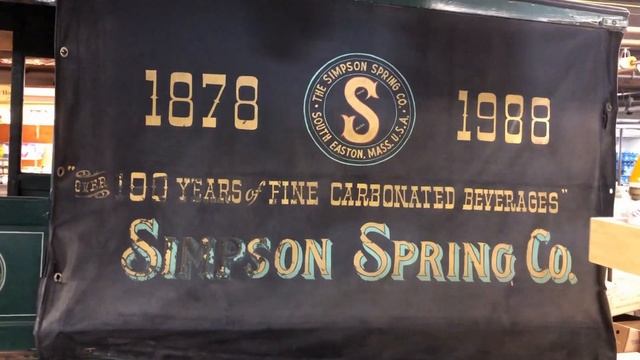 1878
THE SIMPSON SPRING CO.
S
SOUTH EASTON, MASS. U.S.A.
1988
"OVER 100 YEARS of FINE CARBONATED BEVERAGES"
SIMPSON SPRING CO.